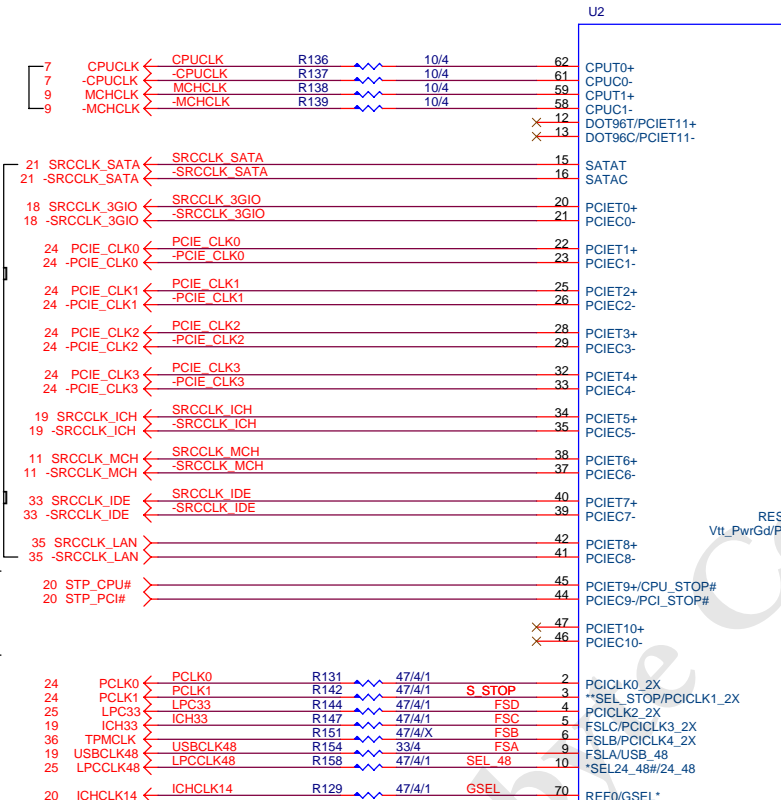 U2
7 CPUCLK CPUCLK R136 10/4 62 CPUT0+
7 -CPUCLK -CPUCLK R137 10/4 61 CPUC0-
9 MCHCLK MCHCLK R138 10/4 59 CPUT1+
9 -MCHCLK -MCHCLK R139 10/4 58 CPUC1-
12 DOT96T/PCIET11+
13 DOT96C/PCIET11-
21 SRCCLK_SATA SRCCLK_SATA 15 SATAT
21 -SRCCLK_SATA -SRCCLK_SATA 16 SATAC
18 SRCCLK_3GIO SRCCLK_3GIO 20 PCIET0+
18 -SRCCLK_3GIO -SRCCLK_3GIO 21 PCIEC0-
24 PCIE_CLK0 PCIE_CLK0 22 PCIET1+
24 -PCIE_CLK0 -PCIE_CLK0 23 PCIEC1-
24 PCIE_CLK1 PCIE_CLK1 25 PCIET2+
24 -PCIE_CLK1 -PCIE_CLK1 26 PCIEC2-
24 PCIE_CLK2 PCIE_CLK2 28 PCIET3+
24 -PCIE_CLK2 -PCIE_CLK2 29 PCIEC3-
24 PCIE_CLK3 PCIE_CLK3 32 PCIET4+
24 -PCIE_CLK3 -PCIE_CLK3 33 PCIEC4-
19 SRCCLK_ICH SRCCLK_ICH 34 PCIET5+
19 -SRCCLK_ICH -SRCCLK_ICH 35 PCIEC5-
11 SRCCLK_MCH SRCCLK_MCH 38 PCIET6+
11 -SRCCLK_MCH -SRCCLK_MCH 37 PCIEC6-
33 SRCCLK_IDE SRCCLK_IDE 40 PCIET7+
33 -SRCCLK_IDE -SRCCLK_IDE 39 PCIEC7-
RES
Vtt_PwrGd/P
35 SRCCLK_LAN 42 PCIET8+
35 -SRCCLK_LAN 41 PCIEC8-
20 STP_CPU# 45 PCIET9+/CPU_STOP#
20 STP_PCI# 44 PCIEC9-/PCI_STOP#
47 PCIET10+
46 PCIEC10-
24 PCLK0 PCLK0 R131 47/4/1 2 PCICLK0_2X
24 PCLK1 PCLK1 R142 47/4/1 S_STOP 3 **SEL_STOP/PCICLK1_2X
25 LPC33 LPC33 R144 47/4/1 FSD 4 PCICLK2_2X
19 ICH33 ICH33 R147 47/4/1 FSC 5 FSLC/PCICLK3_2X
36 TPMCLK R151 47/4/X FSB 6 FSLB/PCICLK4_2X
19 USBCLK48 USBCLK48 R154 33/4 FSA 9 FSLA/USB_48
25 LPCCLK48 LPCCLK48 R158 47/4/1 SEL_48 10 *SEL24_48#/24_48
20 ICHCLK14 ICHCLK14 R129 47/4/1 GSEL 70 REF0/GSEL*